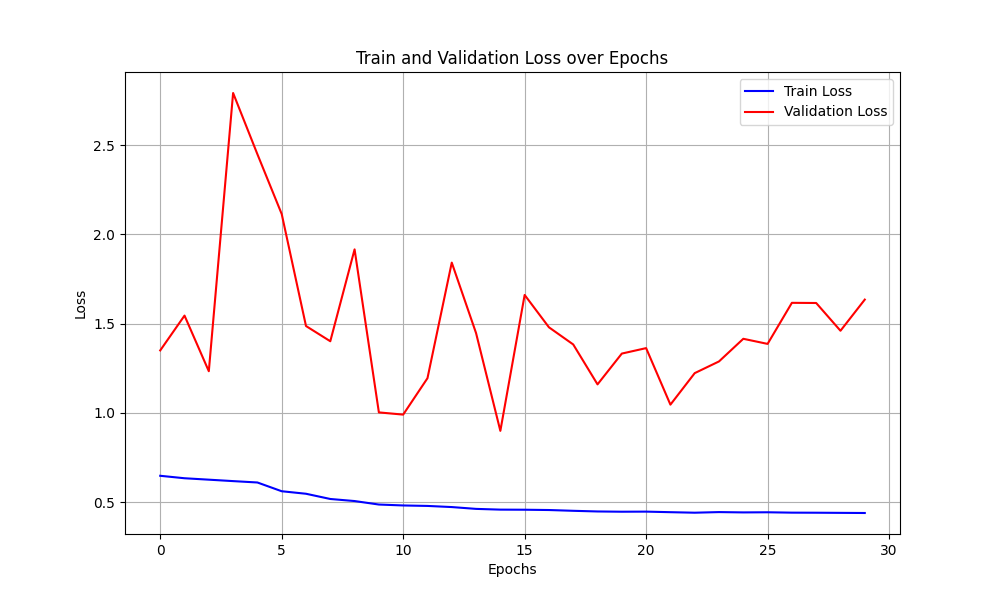 Train and Validation Loss over Epochs
Train Loss
Validation Loss
2.5
2.0
1.5
1.0
0.5
Loss
0 5 10 15 20 25 30
Epochs